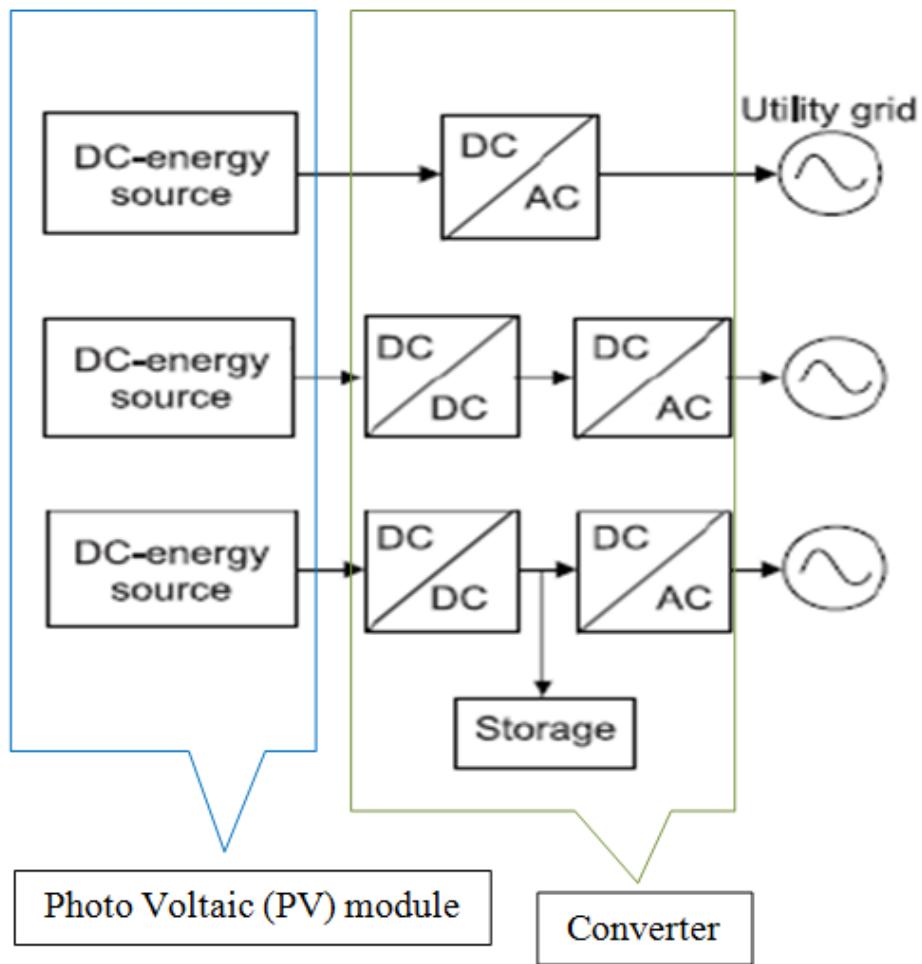 Utility grid
DC-energy
source
DC
AC
DC-energy
source
DC
DC
DC
AC
DC-energy
source
DC
DC
DC
AC
Storage
Photo Voltaic (PV) module
Converter